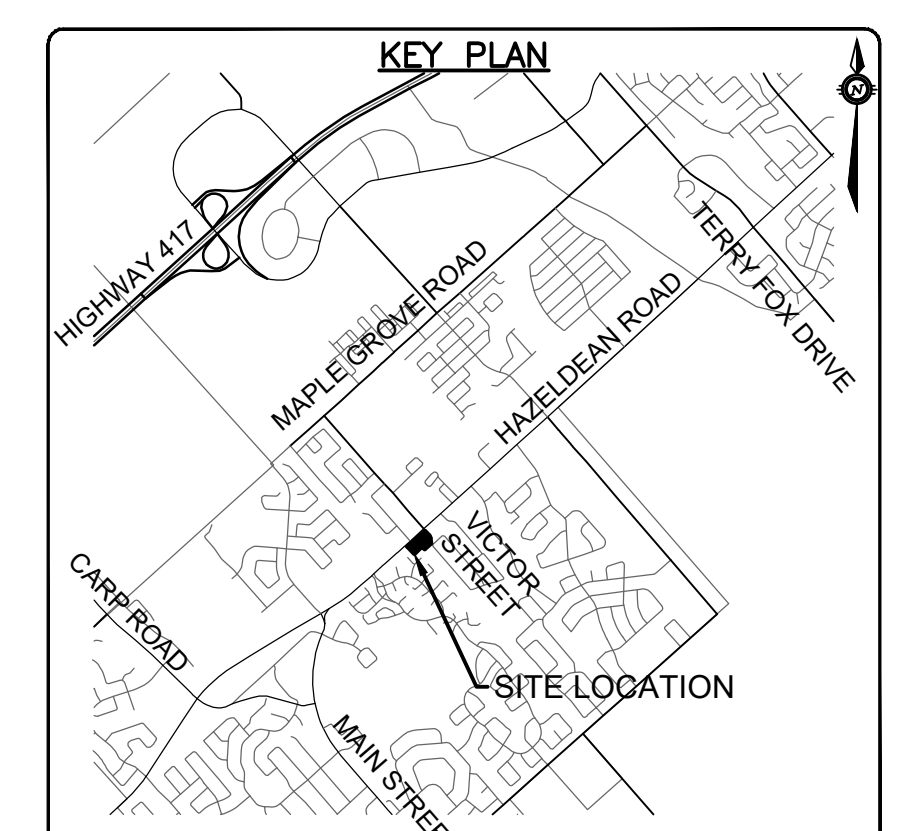 KEY PLAN
N
HIGHWAY 417
MAPLE GROVE ROAD
TERRY FOX DRIVE
HAZELDEAN ROAD
VICTOR
STREET
CARP ROAD
SITE LOCATION
MAIN STREE